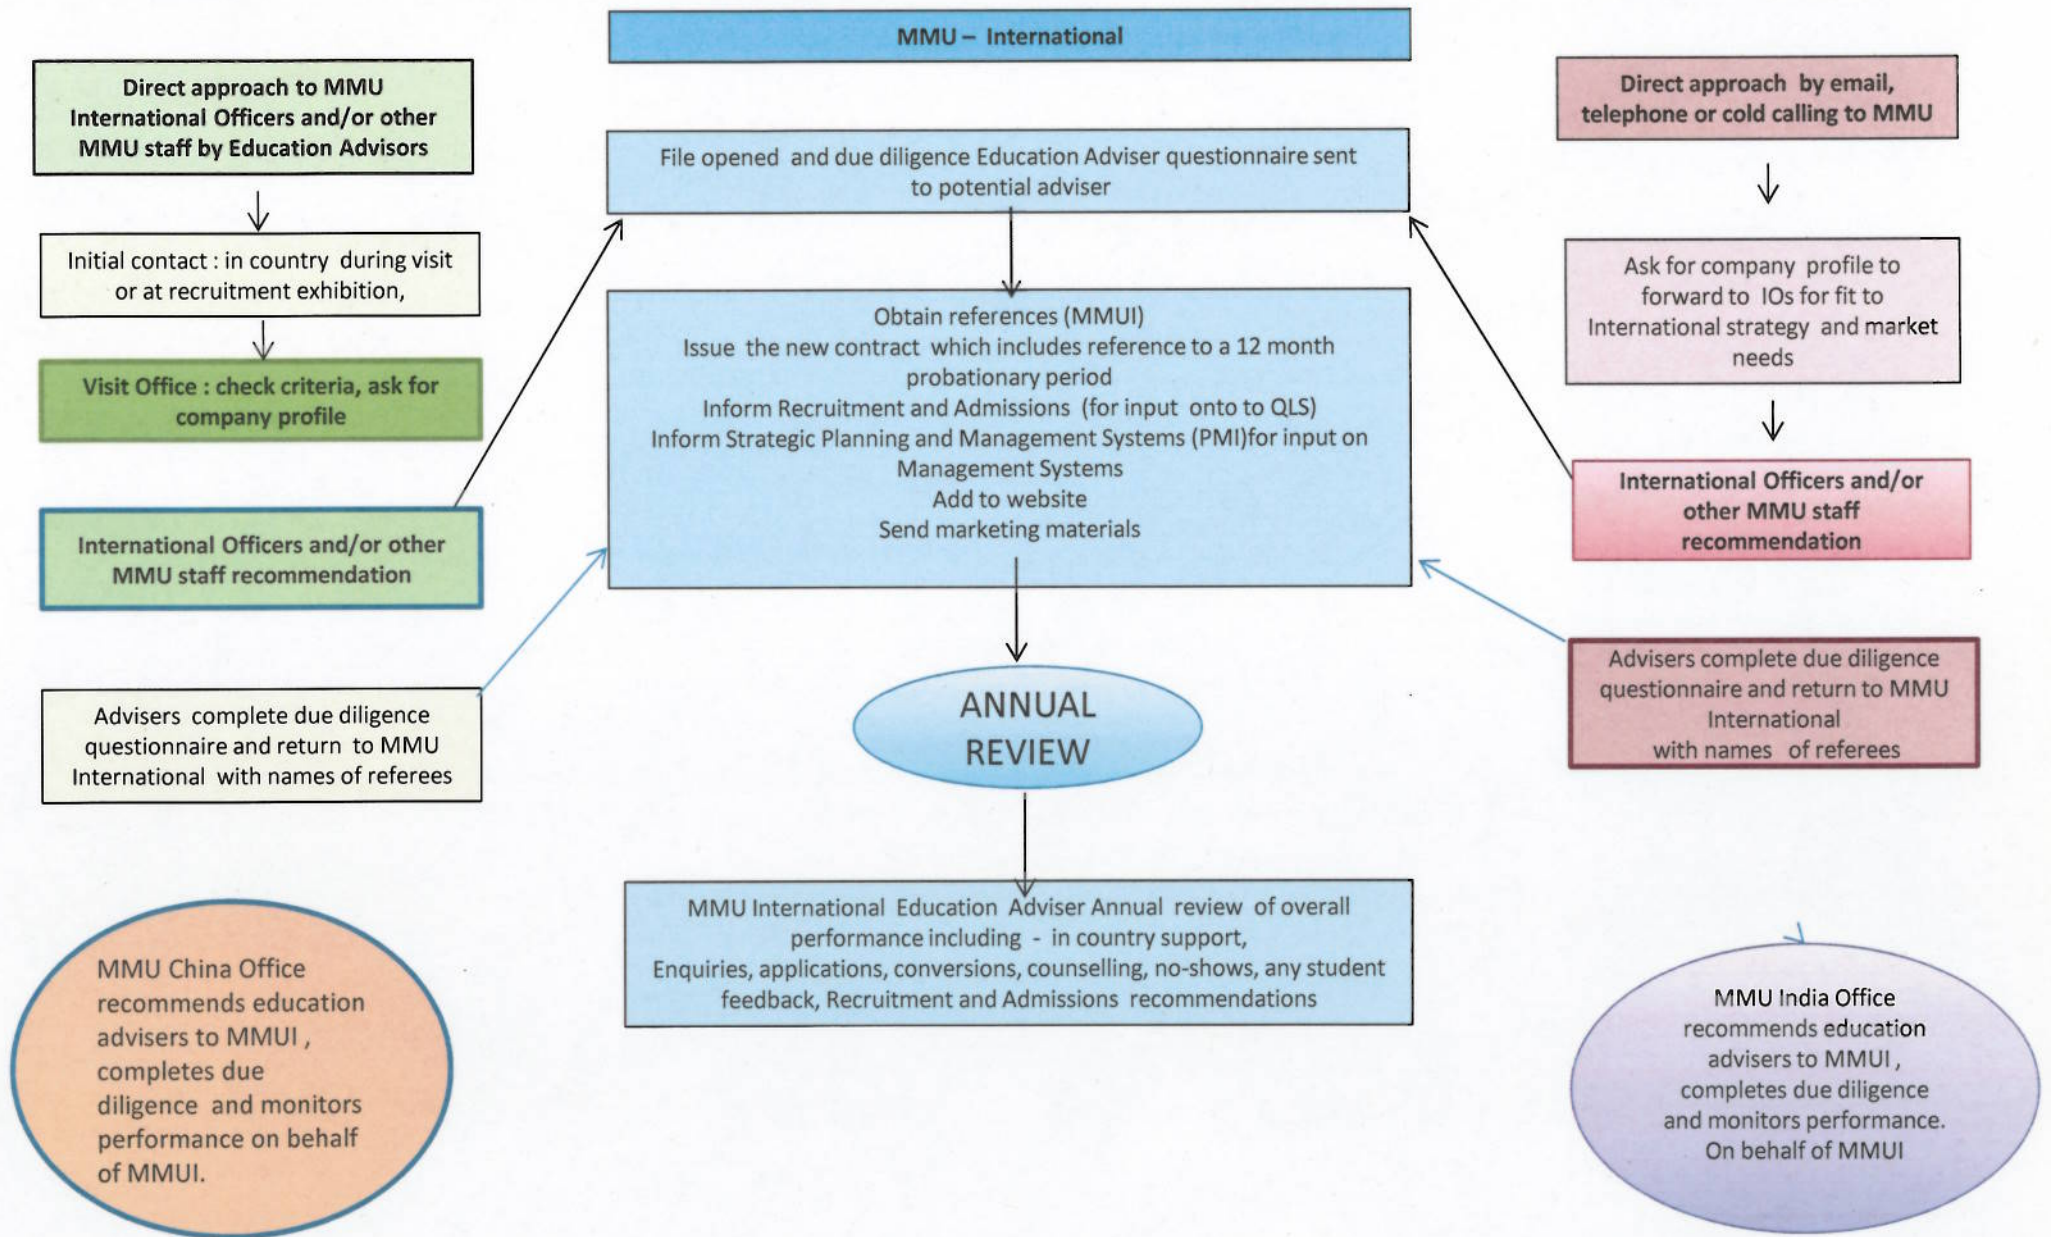 MMU – International
Direct approach to MMU
International Officers and/or other
MMU staff by Education Advisors
Initial contact : in country during visit
or at recruitment exhibition,
Visit Office : check criteria, ask for
company profile
International Officers and/or other
MMU staff recommendation
Advisers complete due diligence
questionnaire and return to MMU
International with names of referees
MMU China Office
recommends education
advisers to MMUI ,
completes due
diligence and monitors
performance on behalf
of MMUI.
File opened and due diligence Education Adviser questionnaire sent
to potential adviser
Obtain references (MMUI)
Issue the new contract which includes reference to a 12 month
probationary period
Inform Recruitment and Admissions (for input onto to QLS)
Inform Strategic Planning and Management Systems (PMI)for input on
Management Systems
Add to website
Send marketing materials
ANNUAL
REVIEW
MMU International Education Adviser Annual review of overall
performance including - in country support,
Enquiries, applications, conversions, counselling, no-shows, any student
feedback, Recruitment and Admissions recommendations
Direct approach by email,
telephone or cold calling to MMU
Ask for company profile to
forward to IOs for fit to
International strategy and market
needs
International Officers and/or
other MMU staff
recommendation
Advisers complete due diligence
questionnaire and return to MMU
International
with names of referees
MMU India Office
recommends education
advisers to MMUI ,
completes due diligence
and monitors performance.
On behalf of MMUI